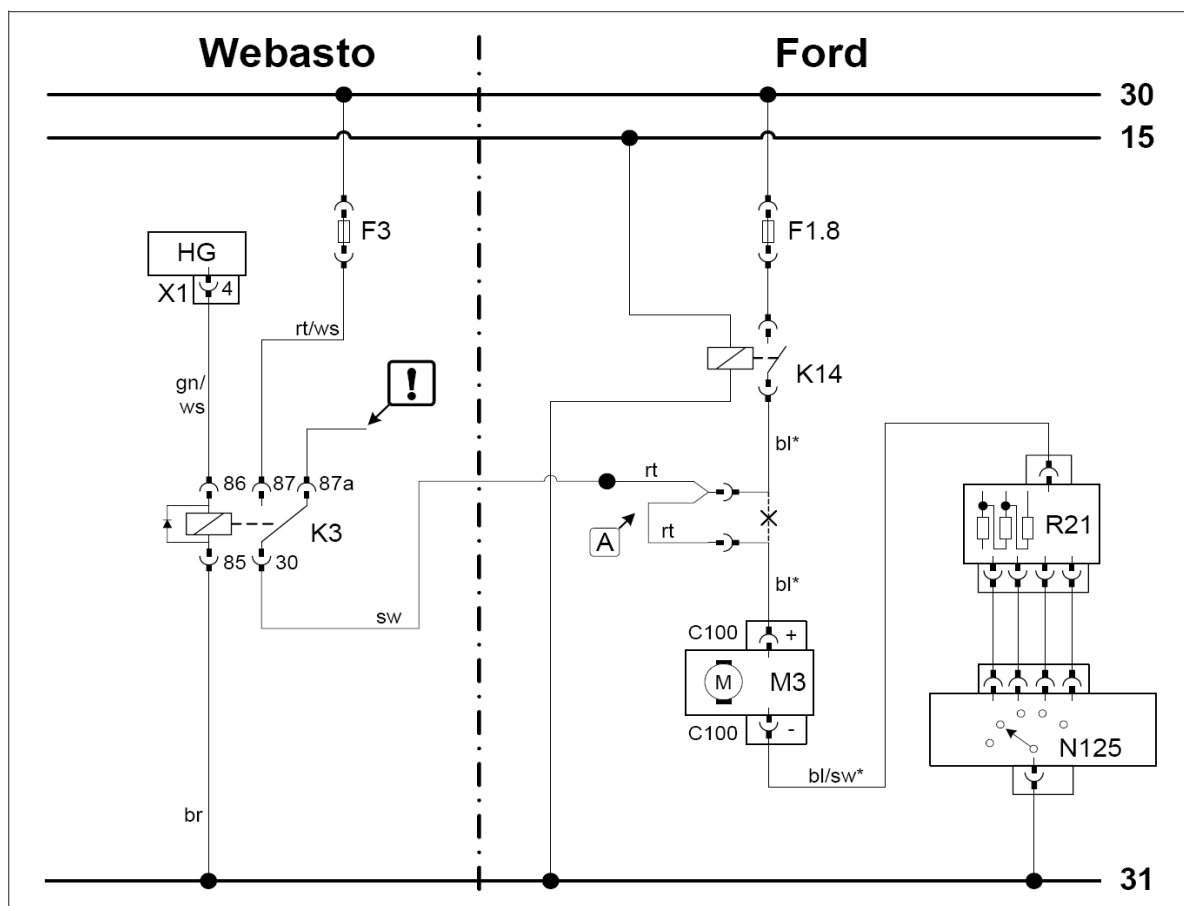 Webasto
Ford
30
15
F3
F1.8
HG
X1
4
rt/ws
K14
gn/
ws
!
bl*
86
87
87a
rt
R21
K3
A
rt
85
30
bl*
sw
C100
+
M
M3
C100
-
N125
bl/sw*
br
31